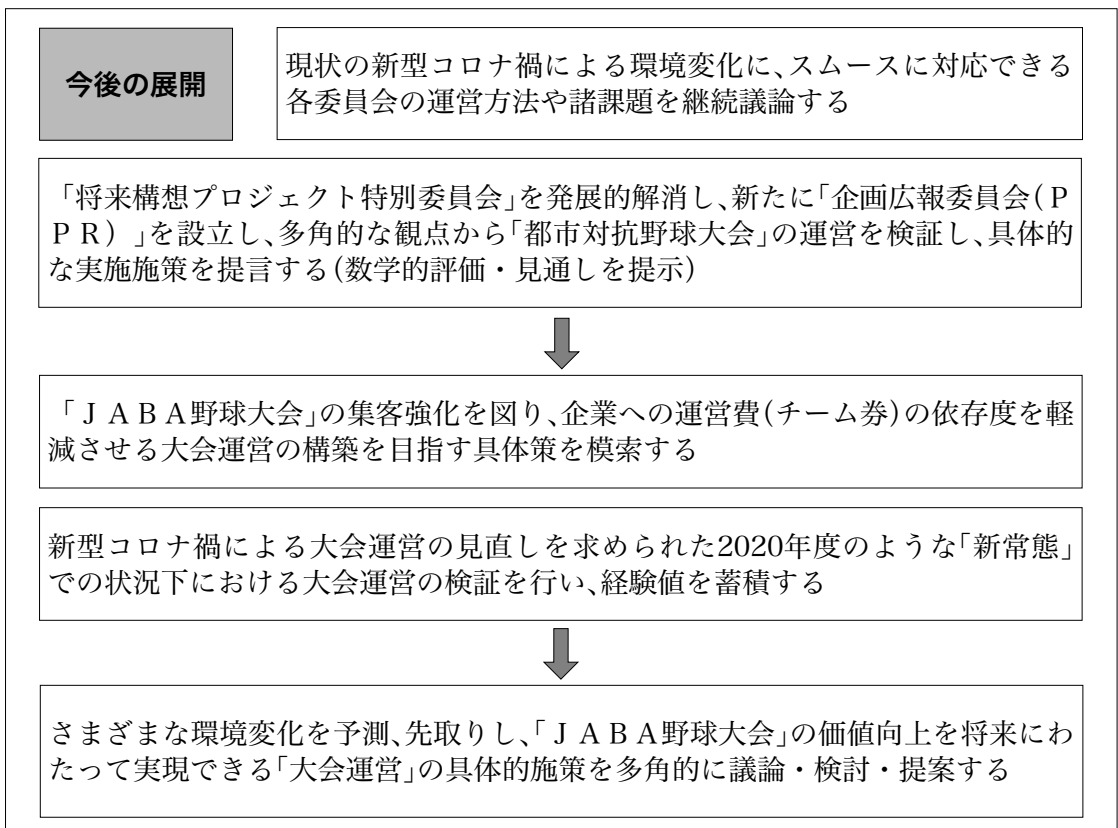 今後の展開
現状の新型コロナ禍による環境変化に、スムースに対応できる
各委員会の運営方法や諸課題を継続議論する
「将来構想プロジェクト特別委員会」を発展的解消し、新たに「企画広報委員会(Ｐ
ＰＲ）」を設立し、多角的な観点から「都市対抗野球大会」の運営を検証し、具体的
な実施施策を提言する(数学的評価・見通しを提示)
「ＪＡＢＡ野球大会」の集客強化を図り、企業への運営費(チーム券)の依存度を軽
減させる大会運営の構築を目指す具体策を模索する
新型コロナ禍による大会運営の見直しを求められた2020年度のような「新常態」
での状況下における大会運営の検証を行い、経験値を蓄積する
さまざまな環境変化を予測、先取りし、「ＪＡＢＡ野球大会」の価値向上を将来にわ
たって実現できる「大会運営」の具体的施策を多角的に議論・検討・提案する